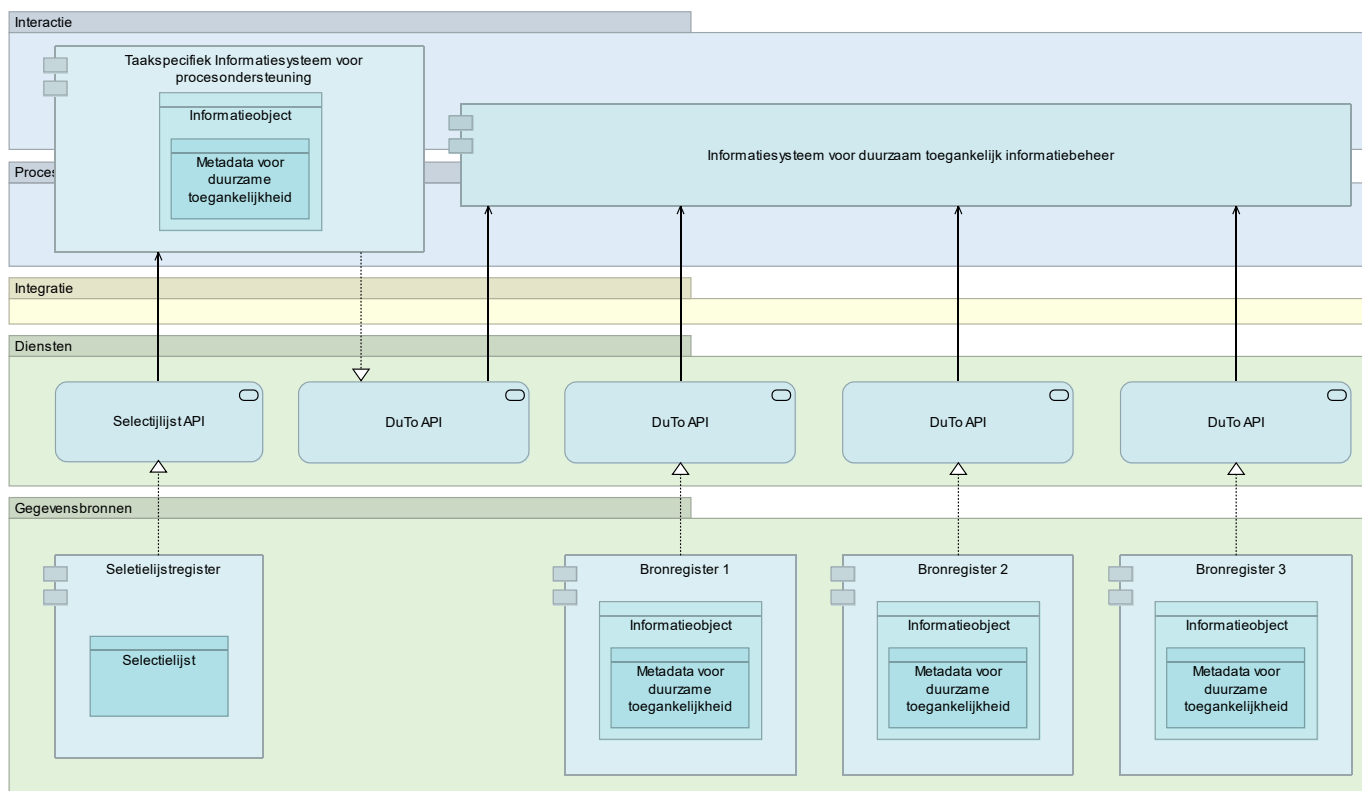 Interactie
Taakspecifiek Informatiesysteem voor
procesondersteuning
Informatieobject
Metadata voor
duurzame
toegankelijkheid
Informatiesysteem voor duurzaam toegankelijk informatiebeheer
Proces
Integratie
Diensten
Selectijlijst API
DuTo API
DuTo API
DuTo API
DuTo API
Gegevensbronnen
Seletielijstregister
Selectielijst
Bronregister 1
Informatieobject
Metadata voor
duurzame
toegankelijkheid
Bronregister 2
Informatieobject
Metadata voor
duurzame
toegankelijkheid
Bronregister 3
Informatieobject
Metadata voor
duurzame
toegankelijkheid